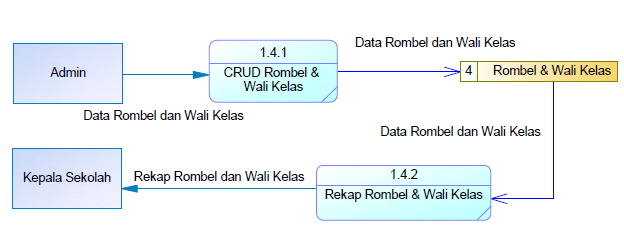 1.4.1
Data Rombel dan Wali Kelas
Admin
CRUD Rombel &
Wali Kelas
4 Rombel & Wali Kelas
Data Rombel dan Wali Kelas
Data Rombel dan Wali Kelas
Kepala Sekolah
Rekap Rombel dan Wali Kelas
1.4.2
Rekap Rombel & Wali Kelas